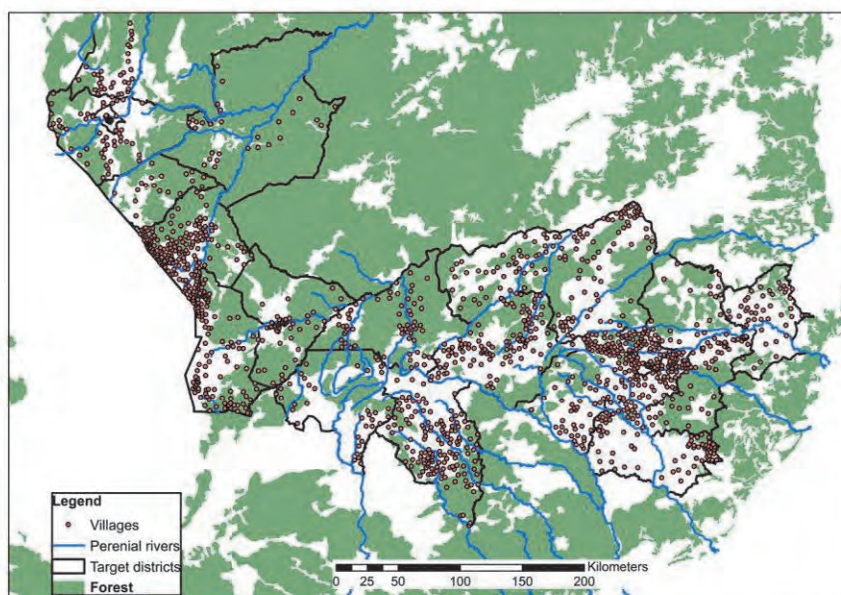 Legend
Villages
Perenial rivers
Target districts
Forest
Kilometers
0 25 50 100 150 200